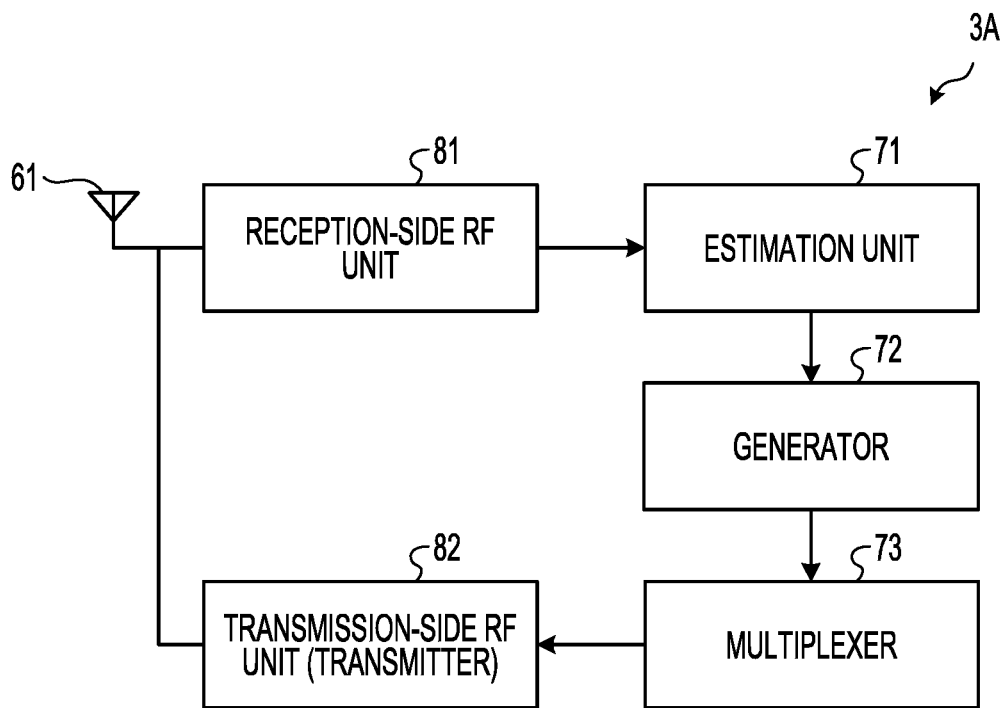 3A
61
81
RECEPTION-SIDE RF
UNIT
71
ESTIMATION UNIT
72
GENERATOR
82
TRANSMISSION-SIDE RF
UNIT (TRANSMITTER)
73
MULTIPLEXER